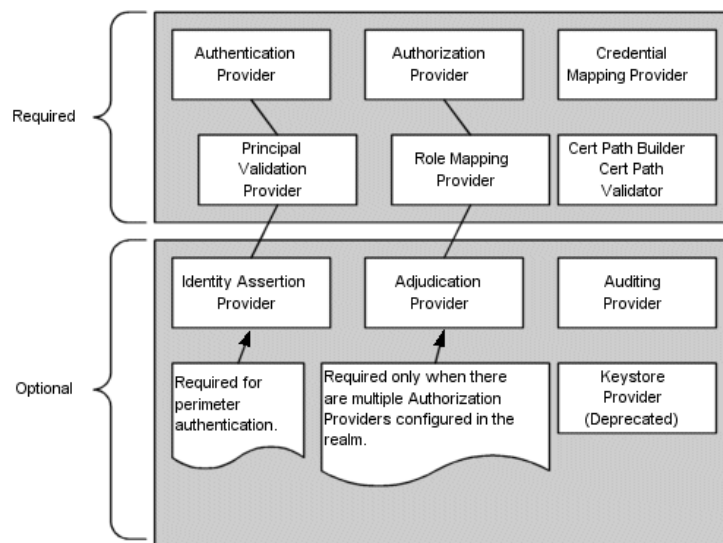 Required
Authentication
Provider
Authorization
Provider
Credential
Mapping Provider
Principal
Validation
Provider
Role Mapping
Provider
Cert Path Builder
Cert Path
Validator
Optional
Identity Assertion
Provider
Adjudication
Provider
Auditing
Provider
Required for
perimeter
authentication.
Required only when there
are multiple Authorization
Providers configured in the
realm.
Keystore
Provider
(Deprecated)